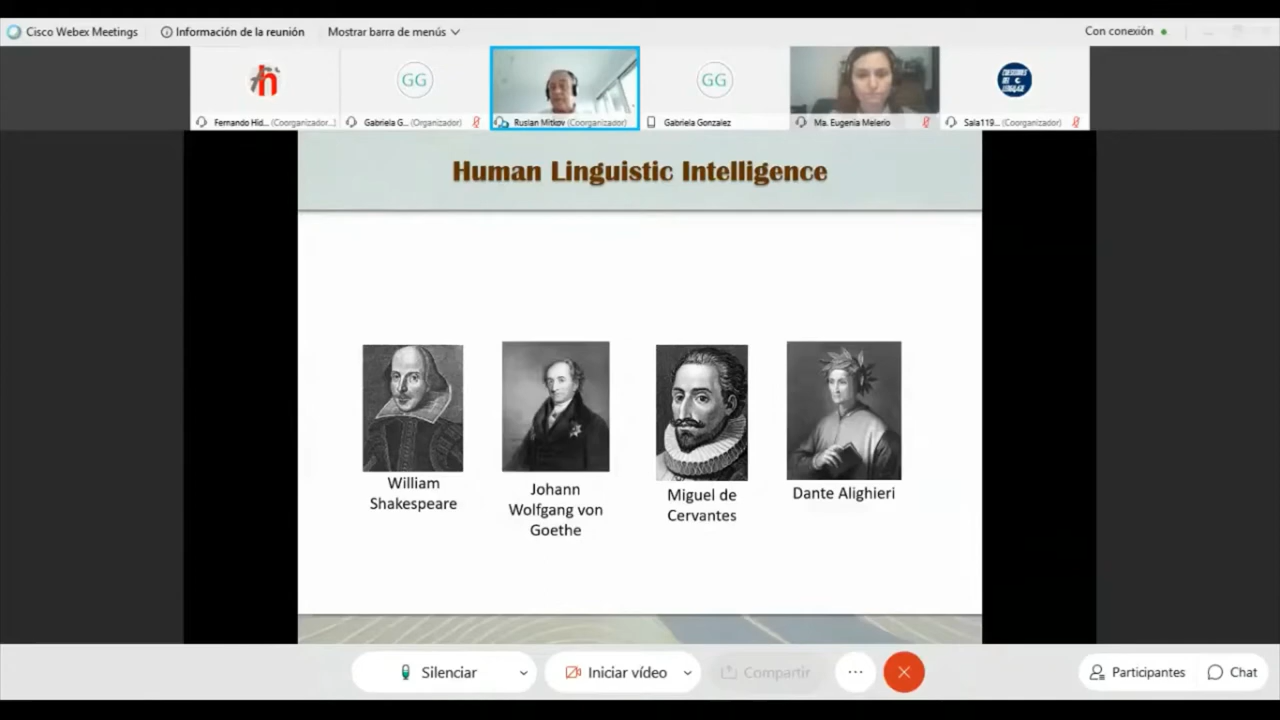 Cisco Webex Meetings
Información de la reunión
Mostrar barra de menús
Con conexión
h
GG
GG
Fernando Hid... (Coorganizador...)
Gabriela G... (Organizador)
Ruslan Mitkov (Coorganizador)
Gabriela Gonzalez
Ma. Eugenia Melerio
Sala119... (Coorganizador)
Human Linguistic Intelligence
William
Shakespeare
Johann
Wolfgang von
Goethe
Miguel de
Cervantes
Dante Alighieri
Silenciar
Iniciar vídeo
Compartir
Participantes
Chat